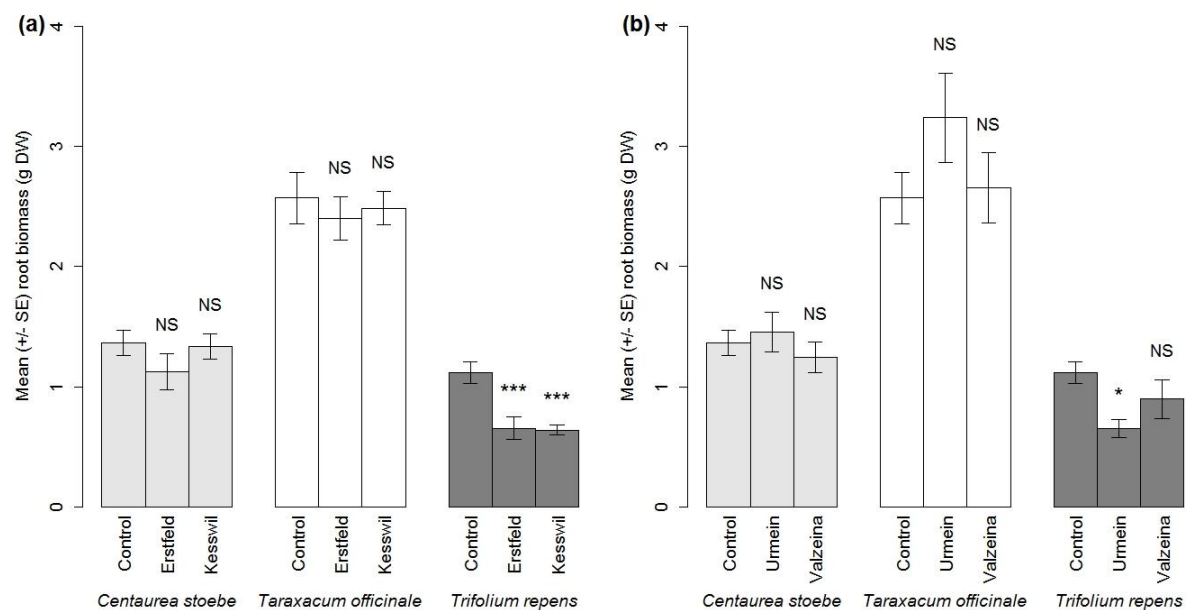 (a)
Mean (+/- SE) root biomass (g DW)
4
3
2
1
0
NS
NS
NS
NS
***
***
Control
Erstfeld
Kesswil
Control
Erstfeld
Kesswil
Control
Erstfeld
Kesswil
Centaurea stoebe
Taraxacum officinale
Trifolium repens
(b)
Mean (+/- SE) root biomass (g DW)
4
3
2
1
0
NS
NS
NS
NS
*
NS
Control
Urmein
Valzeina
Control
Urmein
Valzeina
Control
Urmein
Valzeina
Centaurea stoebe
Taraxacum officinale
Trifolium repens